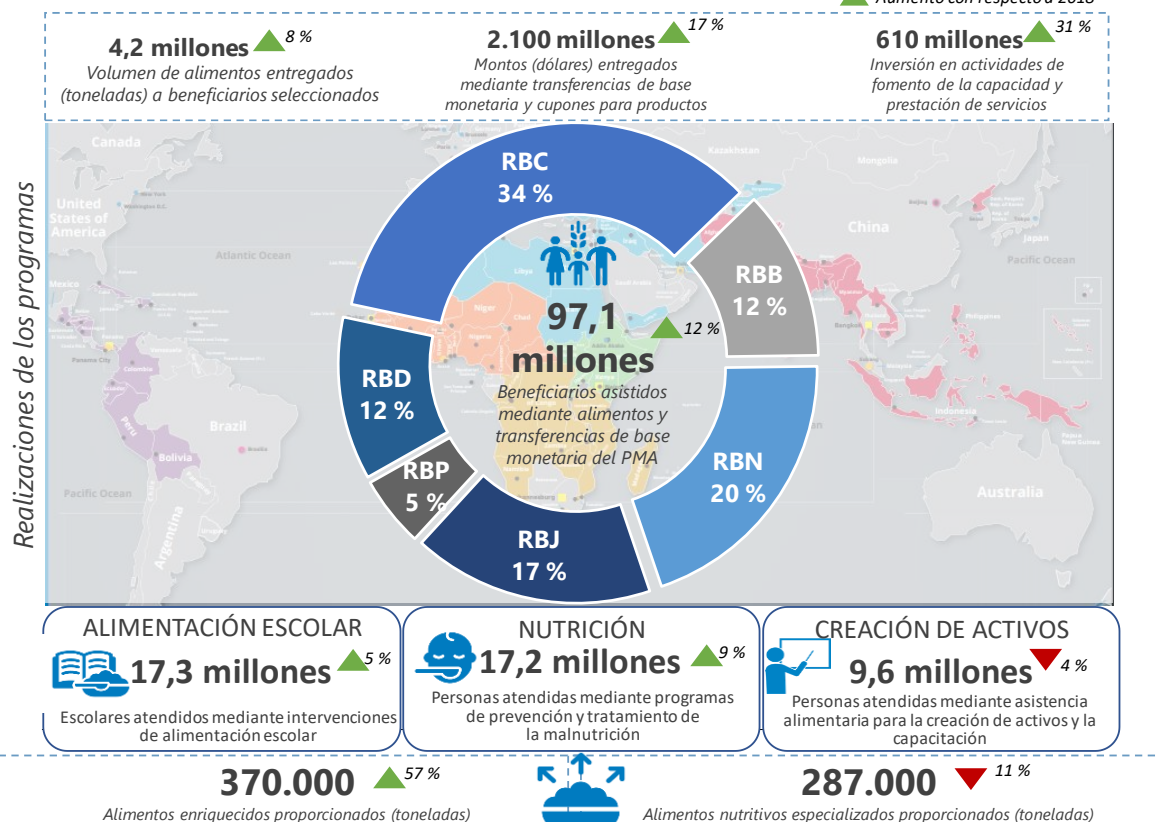 Aumento con respecto a 2018
4,2 millones 8 %
Volumen de alimentos entregados
(toneladas) a beneficiarios seleccionados
2.100 millones 17 %
Montos (dólares) entregados
mediante transferencias de base
monetaria y cupones para productos
610 millones 31 %
Inversión en actividades de
fomento de la capacidad y
prestación de servicios
Realizaciones de los programas
RBC
34 %
RBB
12 %
RBN
20 %
RBJ
17 %
RBP
5 %
RBD
12 %
97,1
millones
12 %
Beneficiarios asistidos
mediante alimentos y
transferencias de base
monetaria del PMA
Canada
United
States of
America
Mexico
Atlantic Ocean
Pacific Ocean
Colombia
Peru
Brazil
Bolivia
Argentina
Libya
Niger
Chad
Kazakhstan
Mongolia
China
Japan
Pacific Ocean
Indonesia
Australia
ALIMENTACIÓN ESCOLAR
17,3 millones 5 %
Escolares atendidos mediante intervenciones
de alimentación escolar
NUTRICIÓN
17,2 millones 9 %
Personas atendidas mediante programas
de prevención y tratamiento de
la malnutrición
CREACIÓN DE ACTIVOS
9,6 millones 4 %
Personas atendidas mediante asistencia
alimentaria para la creación de activos y la
capacitación
370.000 57 %
Alimentos enriquecidos proporcionados (toneladas)
287.000 11 %
Alimentos nutritivos especializados proporcionados (toneladas)